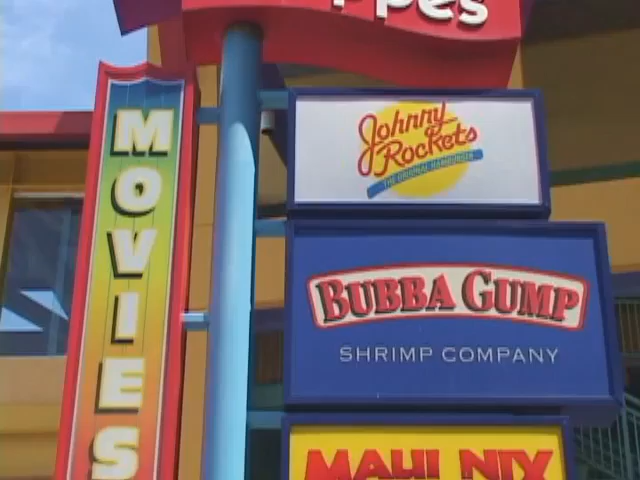 MOVIES
Johnny
Rockets
THE ORIGINAL HAMBURGER
BUBBA GUMP
SHRIMP COMPANY
MAUI NIX